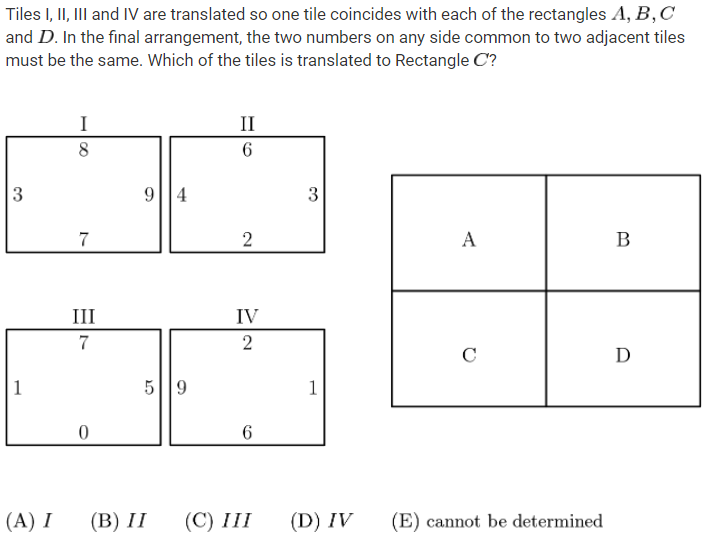 Tiles I, II, III and IV are translated so one tile coincides with each of the rectangles A, B, C
and D. In the final arrangement, the two numbers on any side common to two adjacent tiles
must be the same. Which of the tiles is translated to Rectangle C?
I II
8 6
3 9 4 3
7 2
A B
III IV
7 2
C D
1 5 9 1
0 6
(A) I (B) II (C) III (D) IV (E) cannot be determined